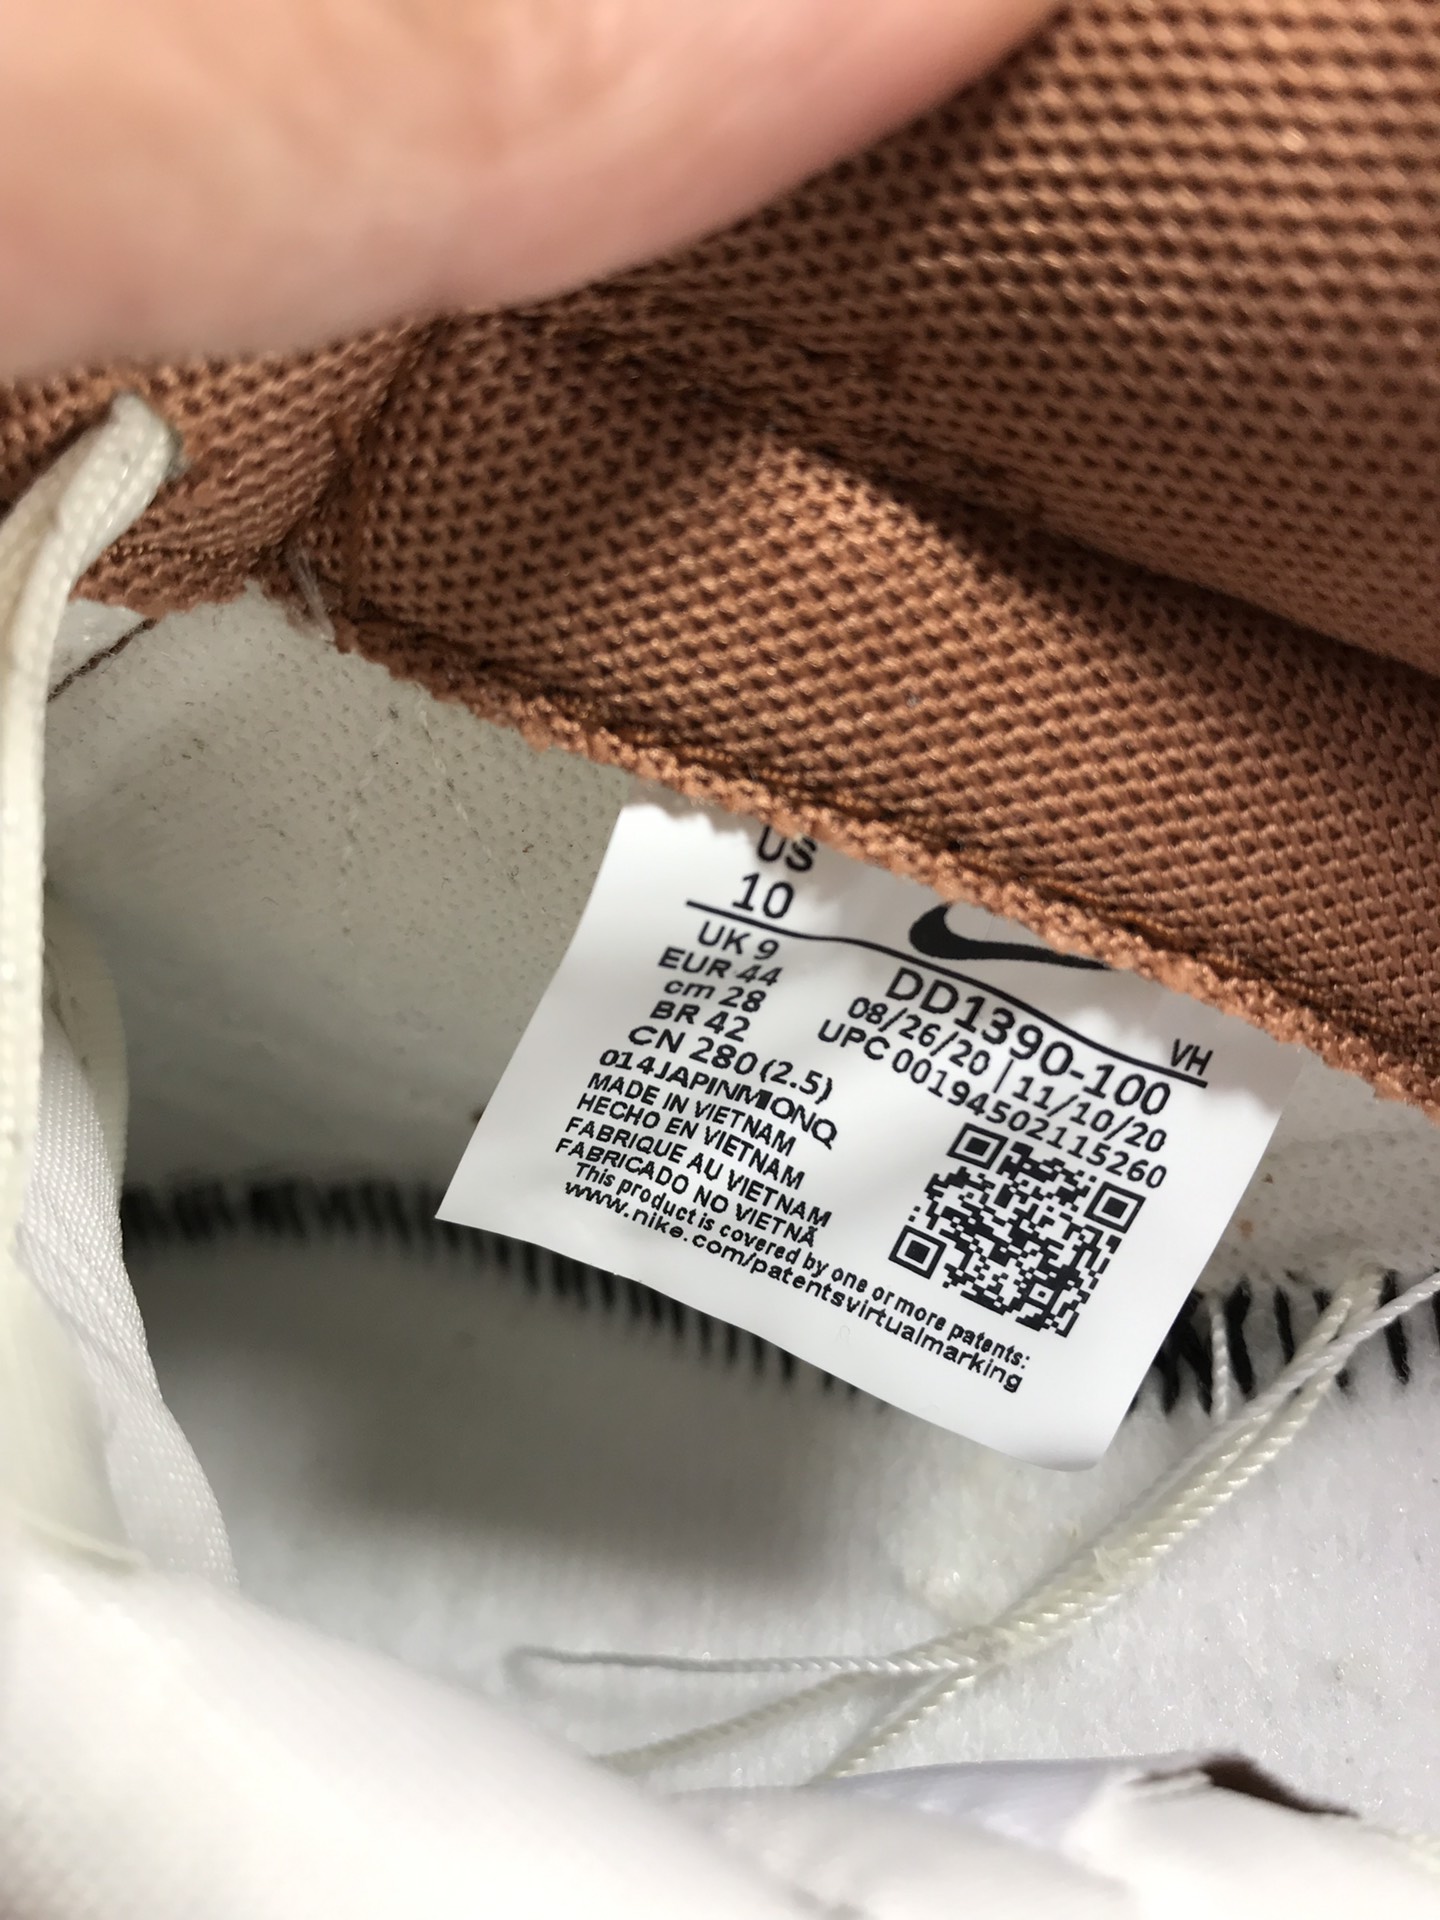 US
10
UK 9
EUR 44
cm 28
BR 42
CN 280 (2.5)
014JAPINMIONQ
MADE IN VIETNAM
HECHO EN VIETNAM
FABRIQUE AU VIETNAM
FABRICADO NO VIETNÃ
This product is covered by one or more patents:
www.nike.com/patentsvirtualmarking
VH
DD1390-100
08/26/20 | 11/10/20
UPC 00194502115260